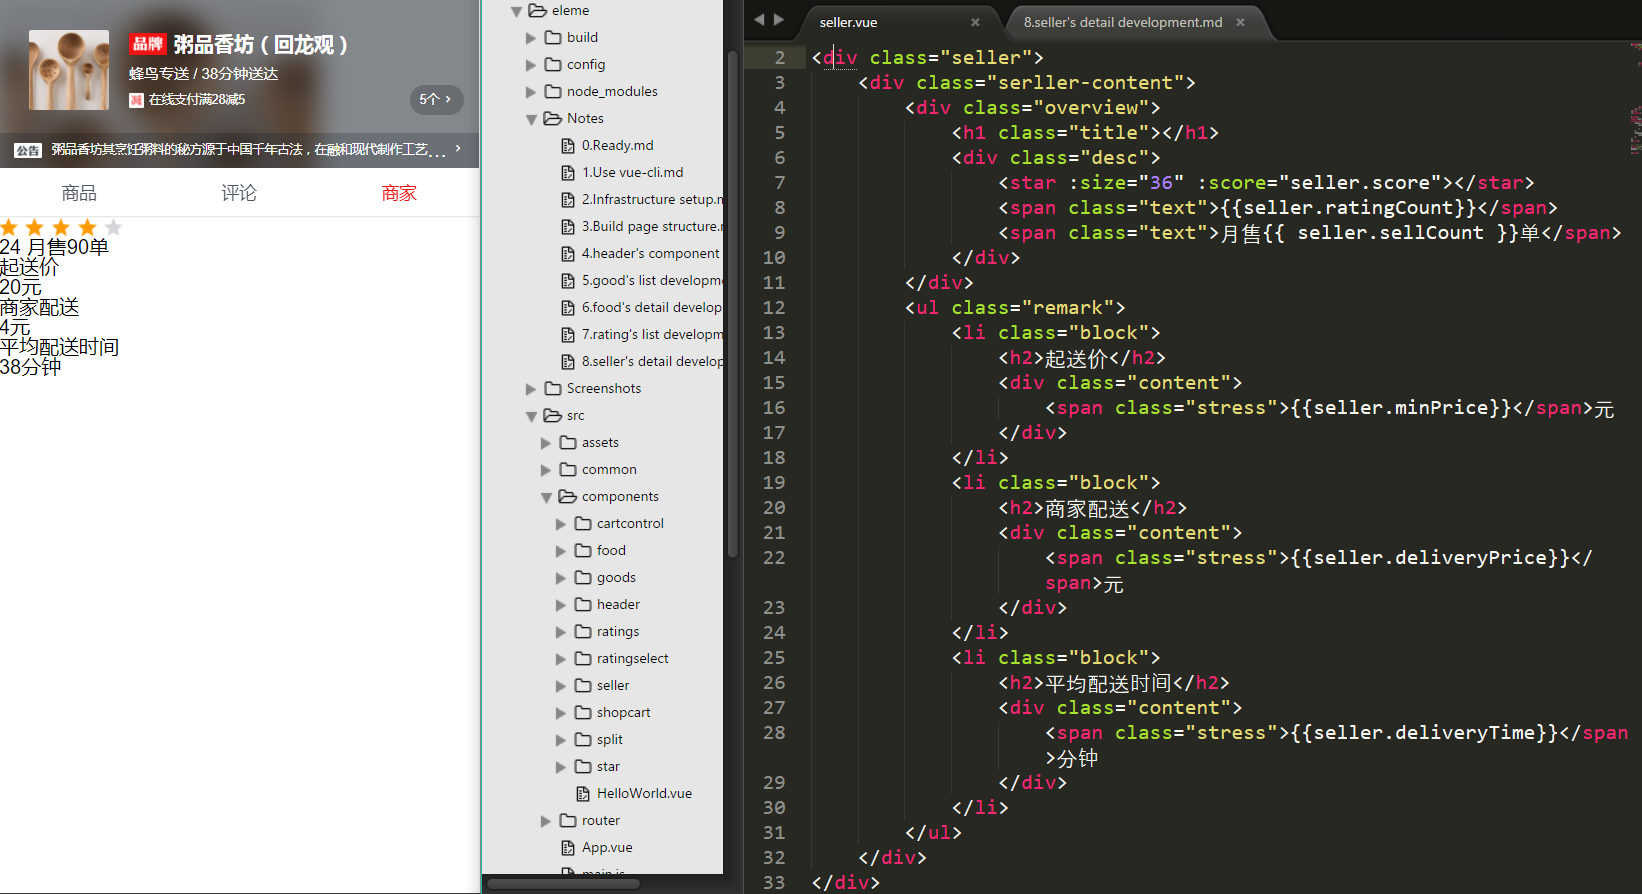 品牌 粥品香坊（回龙观）
蜂鸟专送 / 38分钟送达
减 在线支付满28减5
5个 >
公告 粥品香坊其烹饪粥料的秘方源于中国千年古法，在融和现代制作工艺... >
商品 评论 商家
24 月售90单
起送价
20元
商家配送
4元
平均配送时间
38分钟
eleme
build
config
node_modules
Notes
0.Ready.md
1.Use vue-cli.md
2.Infrastructure setup.m
3.Build page structure.r
4.header's component
5.good's list developme
6.food's detail develop
7.rating's list developm
8.seller's detail develop
Screenshots
src
assets
common
components
cartcontrol
food
goods
header
ratings
ratingselect
seller
shopcart
split
star
HelloWorld.vue
router
App.vue
main.js
seller.vue × 8.seller's detail development.md ×
2 <div class="seller">
3 <div class="serller-content">
4 <div class="overview">
5 <h1 class="title"></h1>
6 <div class="desc">
7 <star :size="36" :score="seller.score"></star>
8 <span class="text">{{seller.ratingCount}}</span>
9 <span class="text">月售{{ seller.sellCount }}单</span>
10 </div>
11 </div>
12 <ul class="remark">
13 <li class="block">
14 <h2>起送价</h2>
15 <div class="content">
16 <span class="stress">{{seller.minPrice}}</span>元
17 </div>
18 </li>
19 <li class="block">
20 <h2>商家配送</h2>
21 <div class="content">
22 <span class="stress">{{seller.deliveryPrice}}</
span>元
23 </div>
24 </li>
25 <li class="block">
26 <h2>平均配送时间</h2>
27 <div class="content">
28 <span class="stress">{{seller.deliveryTime}}</span
>分钟
29 </div>
30 </li>
31 </ul>
32 </div>
33 </div>